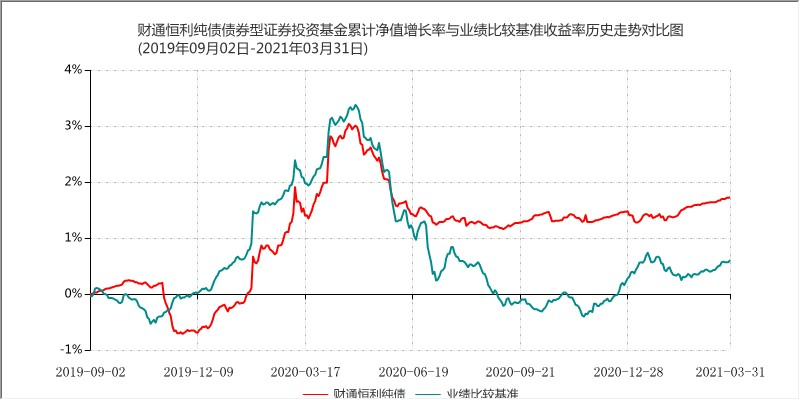 财通恒利纯债债券型证券投资基金累计净值增长率与业绩比较基准收益率历史走势对比图
(2019年09月02日-2021年03月31日)
4%
3%
2%
1%
0%
-1%
2019-09-02 2019-12-09 2020-03-17 2020-06-19 2020-09-21 2020-12-28 2021-03-31
财通恒利纯债 业绩比较基准